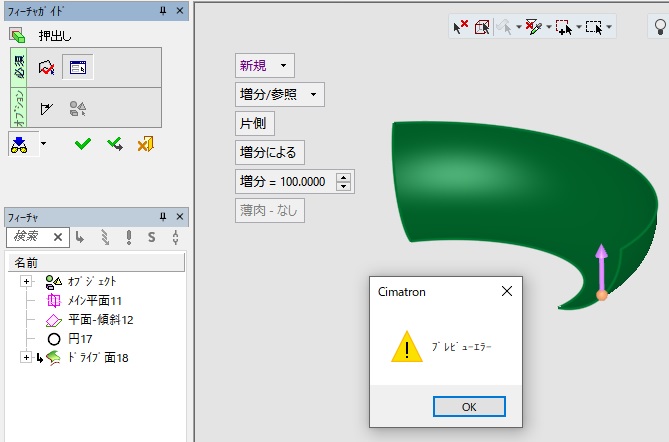 ﾌｨｰﾁｬｶﾞｲﾄﾞ
押出し
必須
ｵﾌﾟｼｮﾝ
新規
増分/参照
片側
増分による
増分 = 100.0000
薄肉 - なし
ﾌｨｰﾁｬ
検索
S
名前
ｵﾌﾞｼﾞｪｸﾄ
ﾒｲﾝ平面11
平面-傾斜12
円17
ﾄﾞﾗｲﾌﾞ面18
Cimatron
ﾌﾟﾚﾋﾞｭｰｴﾗｰ
OK